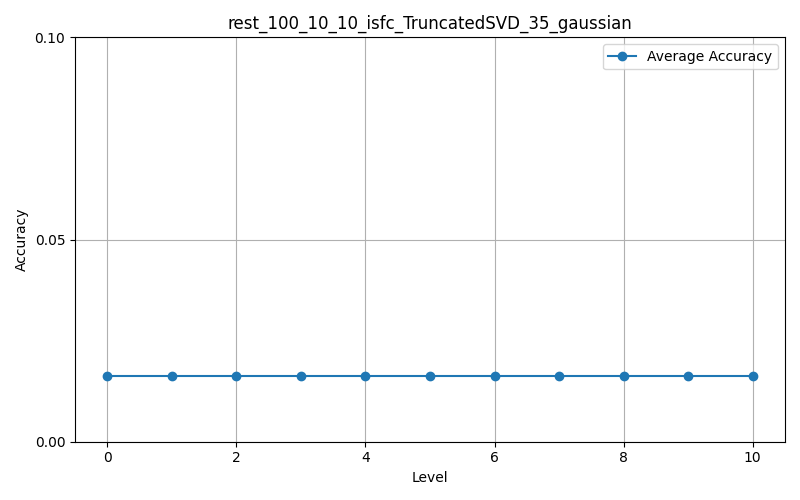 rest_100_10_10_isfc_TruncatedSVD_35_gaussian
Average Accuracy
Accuracy
0.10
0.05
0.00
0 2 4 6 8 10
Level